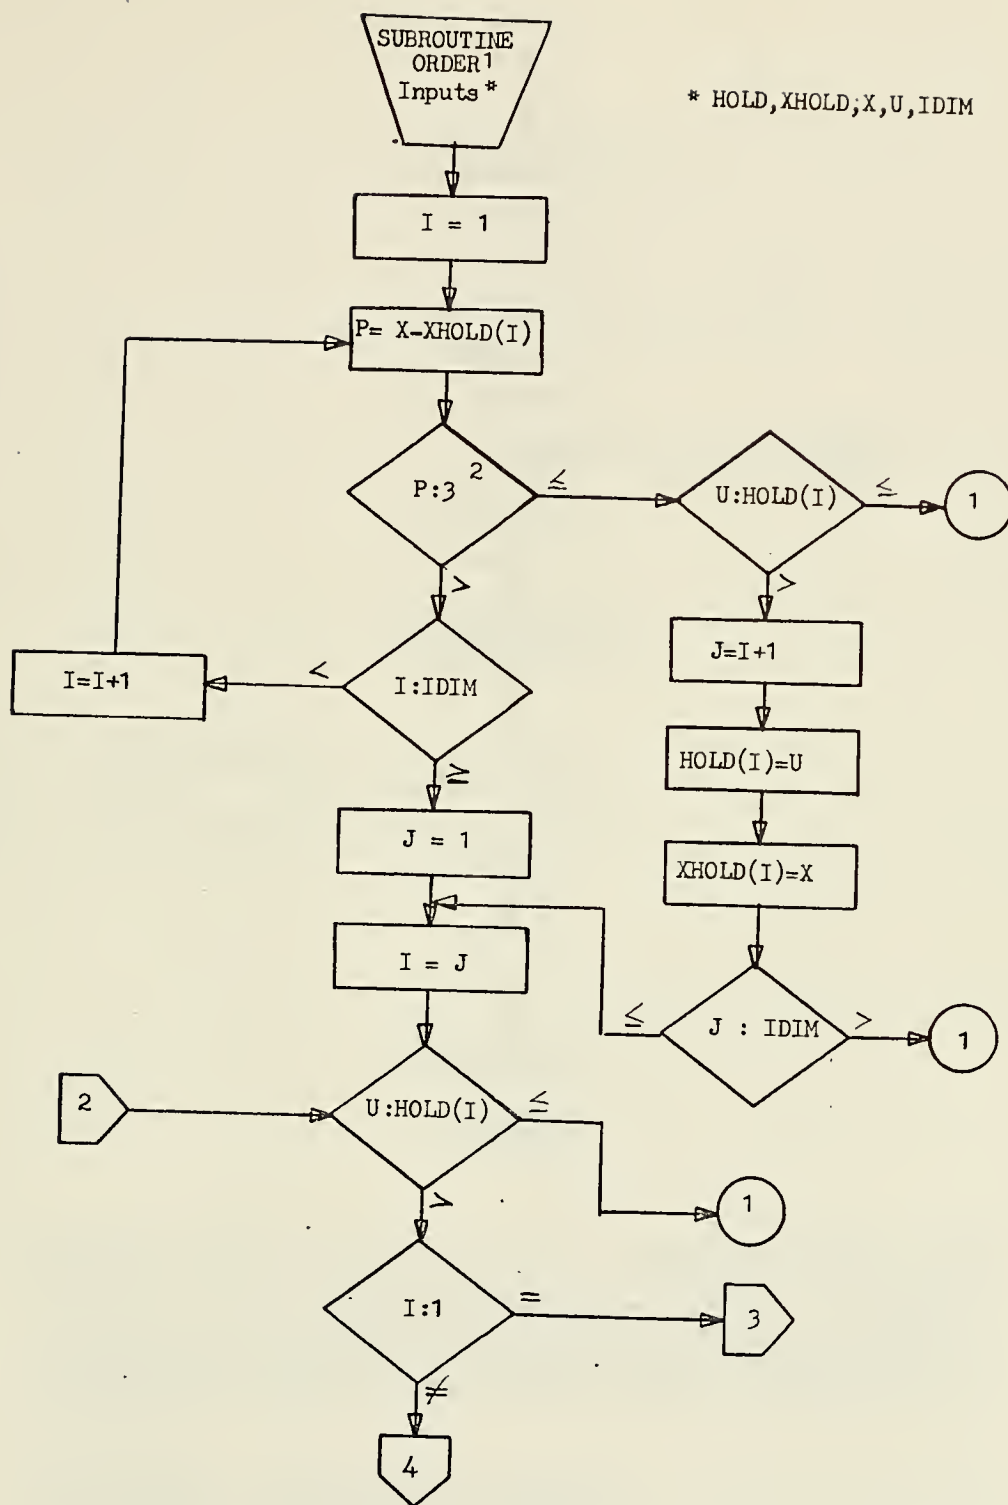 SUBROUTINE
ORDER1
Inputs*
* HOLD,XHOLD;X,U,IDIM
I = 1
P= X-XHOLD(I)
P:3 2
≤
U:HOLD(I)
≤
1
>
>
J=I+1
I=I+1
<
I:IDIM
HOLD(I)=U
≥
J = 1
XHOLD(I)=X
I = J
≤
J : IDIM
>
1
2
U:HOLD(I)
≤
>
1
I:1
=
3
≠
4